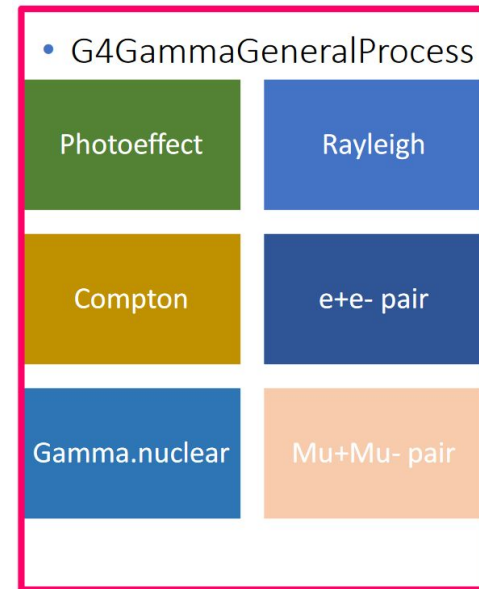 • G4GammaGeneralProcess
Photoeffect
Rayleigh
Compton
e+e- pair
Gamma.nuclear
Mu+Mu- pair